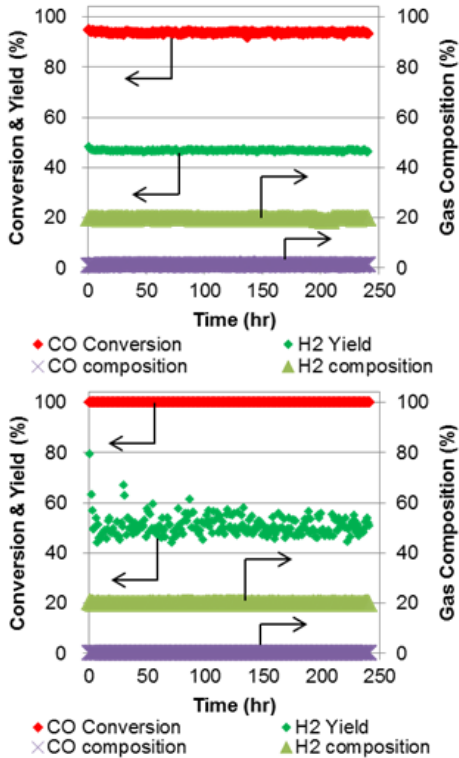 Conversion & Yield (%)
100
80
60
40
20
0
100
80
60
40
20
0
Gas Composition (%)
0 50 100 150 200 250
Time (hr)
CO Conversion H2 Yield
CO composition H2 composition
Conversion & Yield (%)
100
80
60
40
20
0
100
80
60
40
20
0
Gas Composition (%)
0 50 100 150 200 250
Time (hr)
CO Conversion H2 Yield
CO composition H2 composition